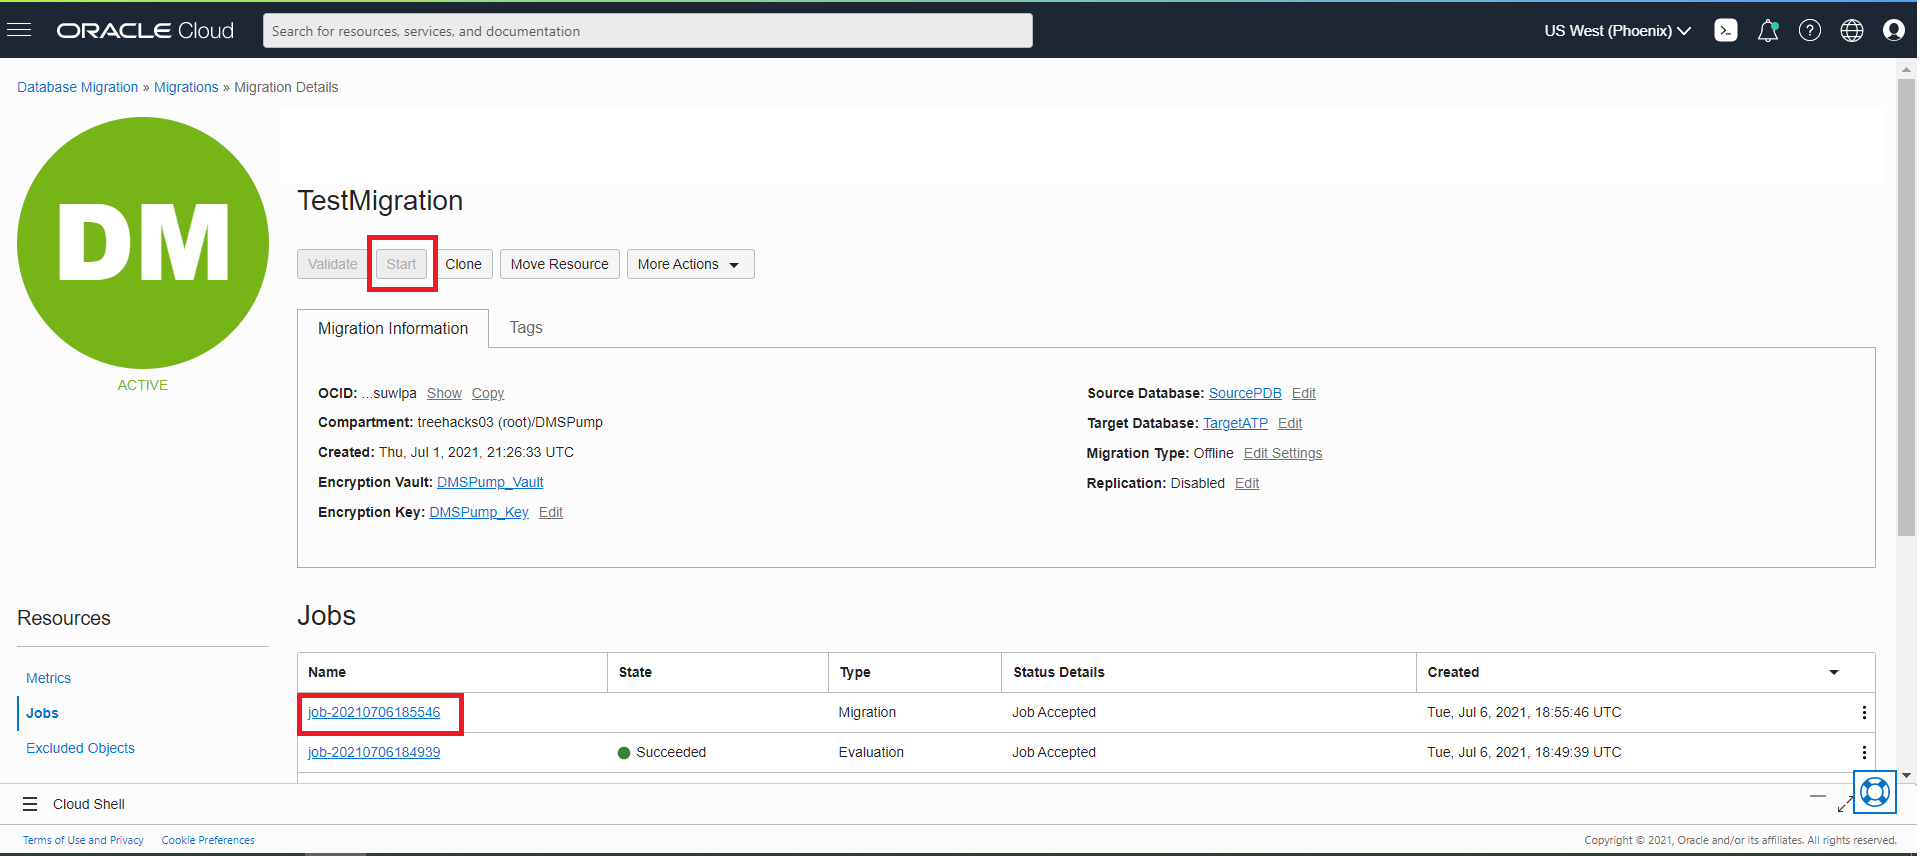 ORACLE Cloud
Search for resources, services, and documentation
US West (Phoenix)
Database Migration » Migrations » Migration Details
DM
ACTIVE
TestMigration
Validate Start Clone Move Resource More Actions
Migration Information Tags
OCID: ...suwlpa Show Copy
Compartment: treehacks03 (root)/DMSPump
Created: Thu, Jul 1, 2021, 21:26:33 UTC
Encryption Vault: DMSPump_Vault
Encryption Key: DMSPump_Key Edit
Source Database: SourcePDB Edit
Target Database: TargetATP Edit
Migration Type: Offline Edit Settings
Replication: Disabled Edit
Resources
Metrics
Jobs
Excluded Objects
Jobs
Name State Type Status Details Created
job-20210706185546 Migration Job Accepted Tue, Jul 6, 2021, 18:55:46 UTC
job-20210706184939 Succeeded Evaluation Job Accepted Tue, Jul 6, 2021, 18:49:39 UTC
Cloud Shell
Terms of Use and Privacy Cookie Preferences
Copyright © 2021, Oracle and/or its affiliates. All rights reserved.